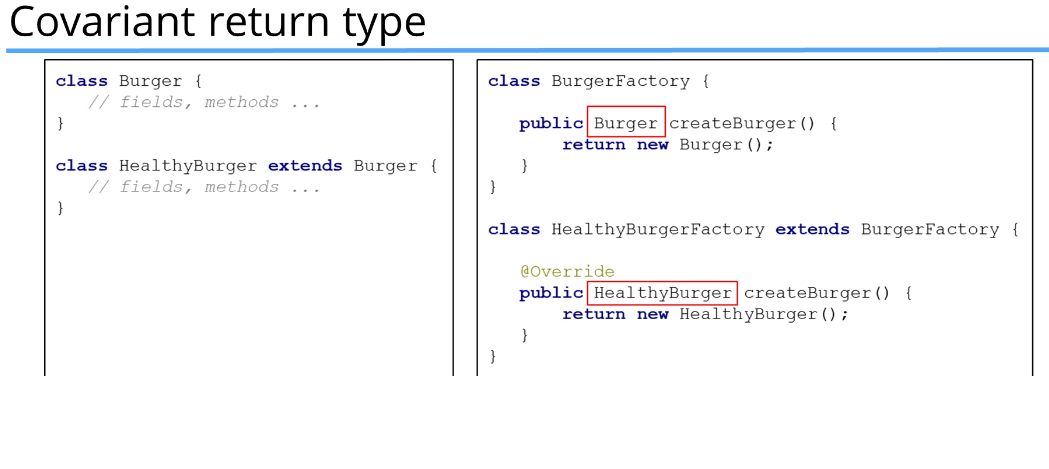 Covariant return type
class Burger {
// fields, methods ...
}
class HealthyBurger extends Burger {
// fields, methods ...
}
class BurgerFactory {
public Burger createBurger() {
return new Burger();
}
}
class HealthyBurgerFactory extends BurgerFactory {
@Override
public HealthyBurger createBurger() {
return new HealthyBurger();
}
}